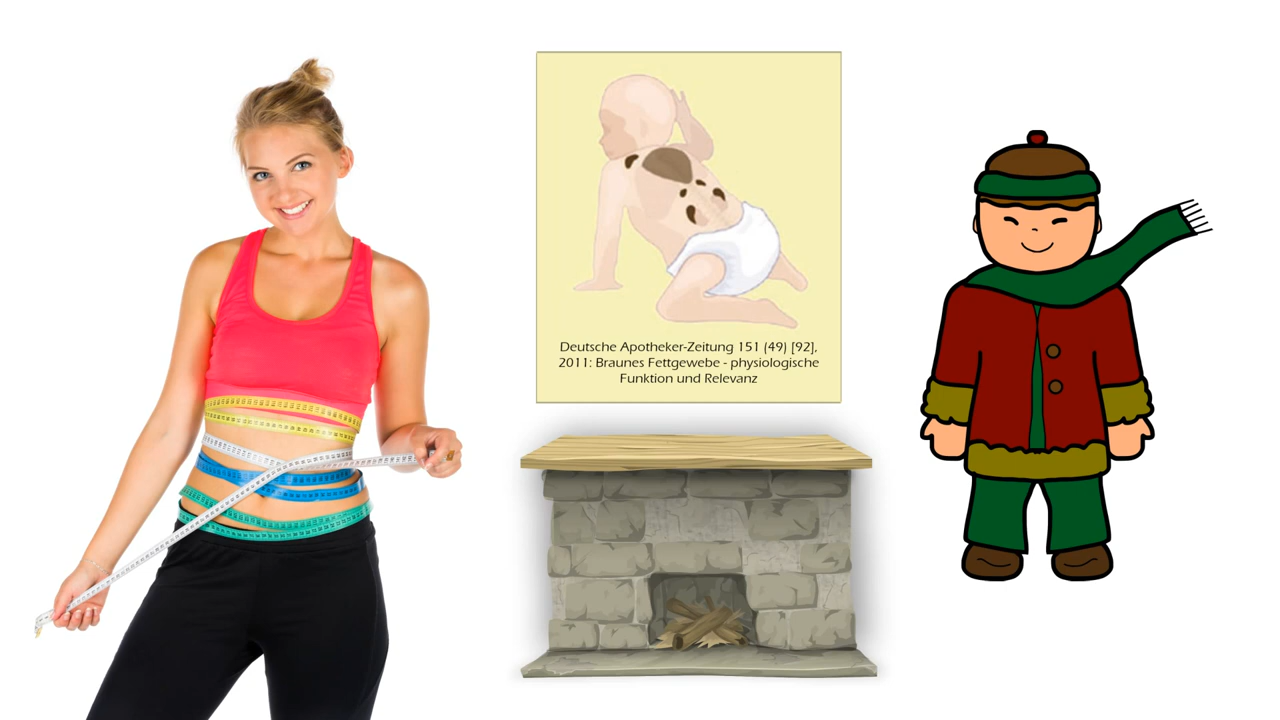 Deutsche Apotheker-Zeitung 151 (49) [92],
2011: Braunes Fettgewebe - physiologische
Funktion und Relevanz